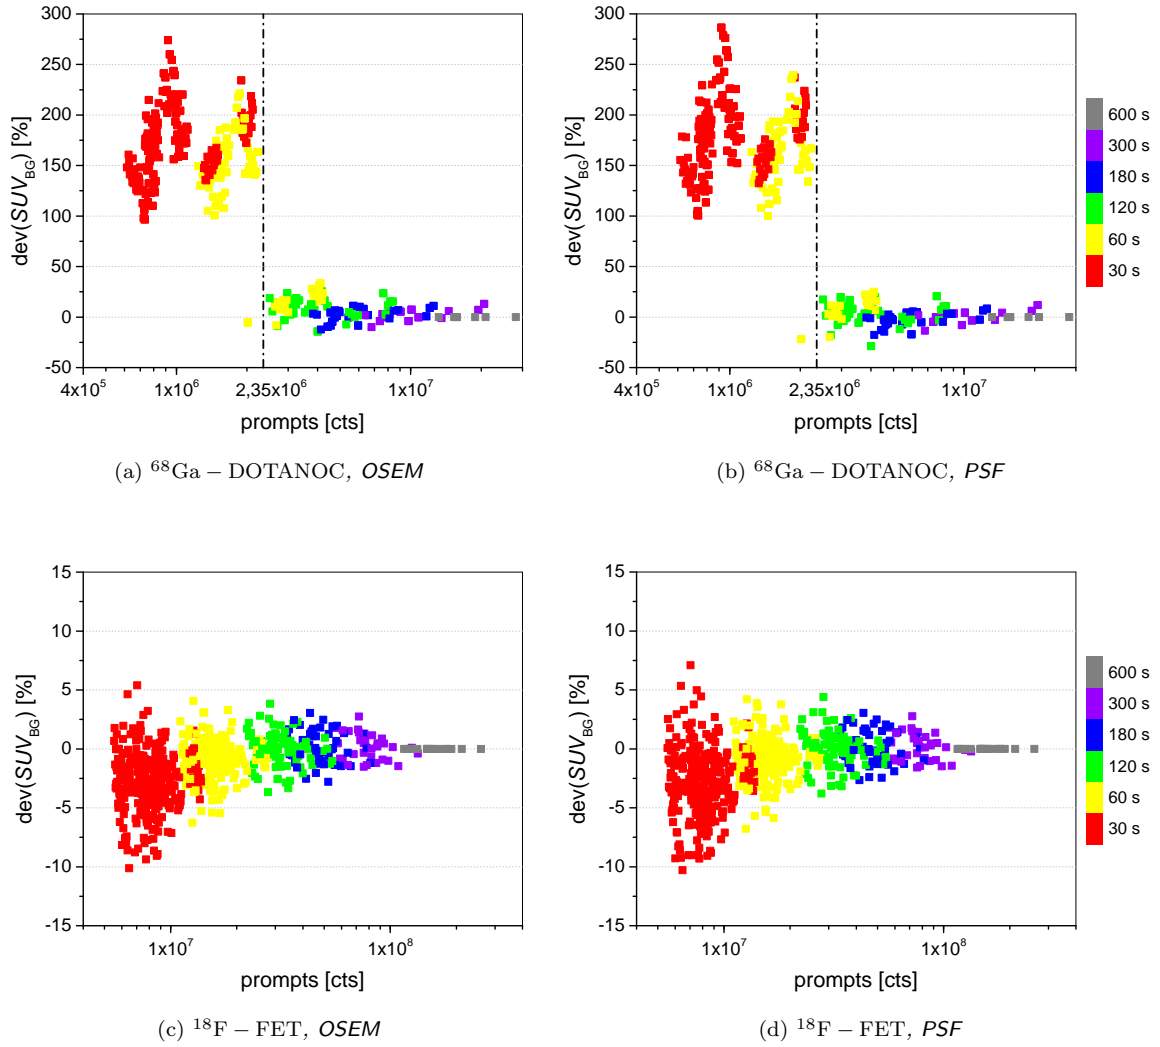 300
250
200
150
100
50
0
-50
dev(SUV_BG) [%]
4x10^5 1x10^6 2,35x10^6 1x10^7
prompts [cts]
(a) ^68Ga – DOTANOC, OSEM
300
250
200
150
100
50
0
-50
dev(SUV_BG) [%]
4x10^5 1x10^6 2,35x10^6 1x10^7
prompts [cts]
(b) ^68Ga – DOTANOC, PSF
600 s
300 s
180 s
120 s
60 s
30 s
15
10
5
0
-5
-10
-15
dev(SUV_BG) [%]
1x10^7 1x10^8
prompts [cts]
(c) ^18F – FET, OSEM
15
10
5
0
-5
-10
-15
dev(SUV_BG) [%]
1x10^7 1x10^8
prompts [cts]
(d) ^18F – FET, PSF
600 s
300 s
180 s
120 s
60 s
30 s